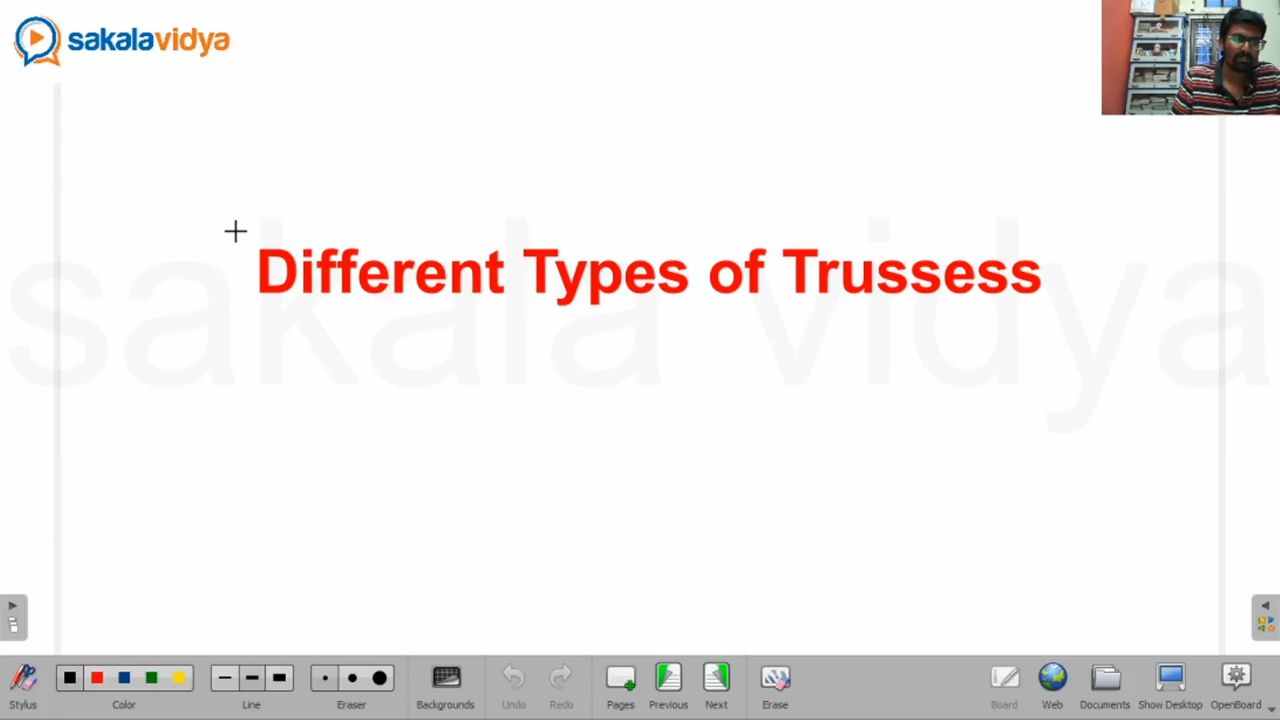 sakalavidya
Different Types of Trussess
sakala vidya
Stylus
Color
Line
Eraser
Backgrounds
Undo
Redo
Pages
Previous
Next
Erase
Board
Web
Documents
Show Desktop
OpenBoard